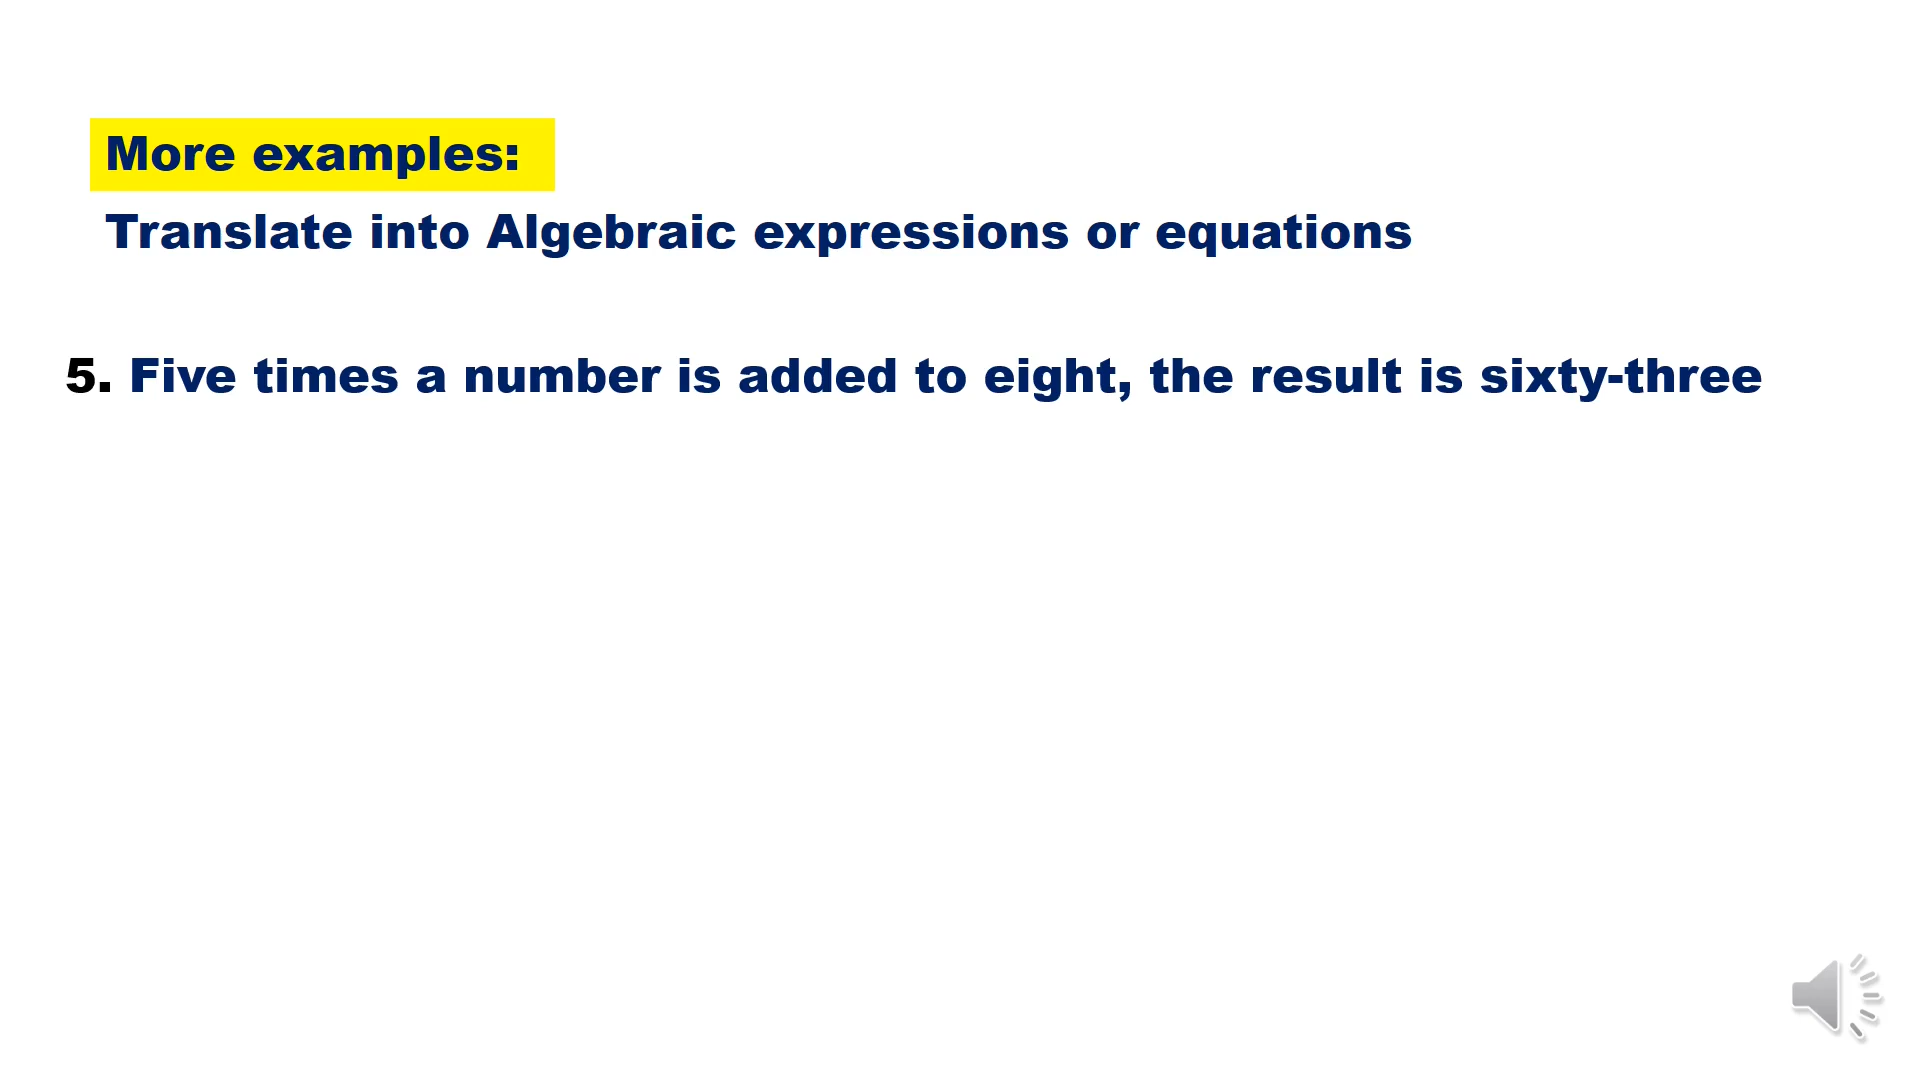 More examples:
Translate into Algebraic expressions or equations
5. Five times a number is added to eight, the result is sixty-three